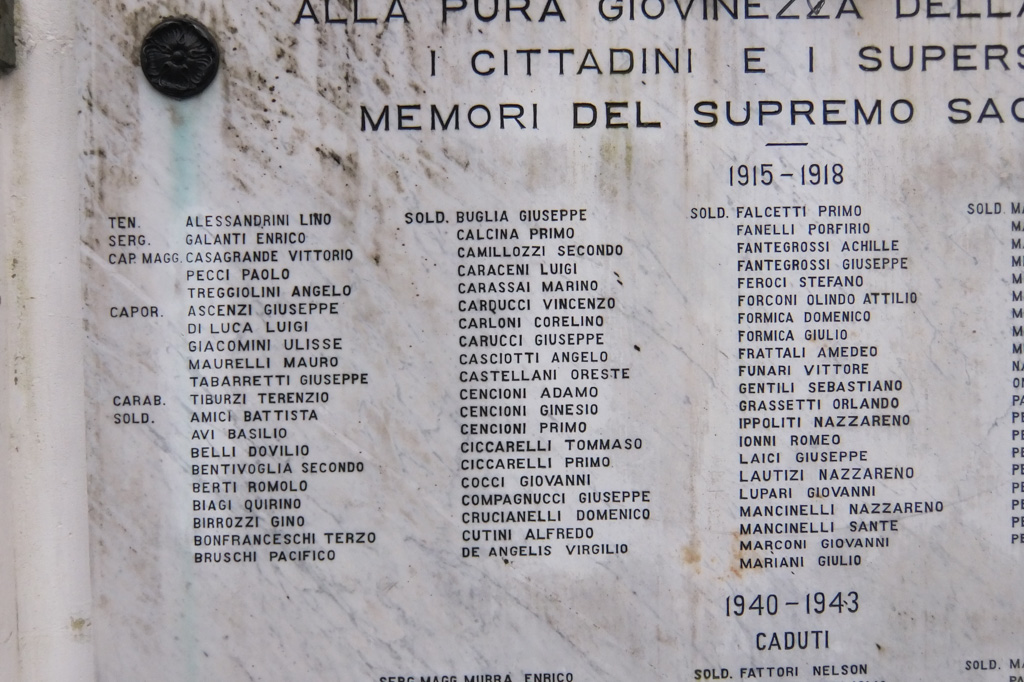 ALLA PURA GIOVINEZZA
I CITTADINI E I
MEMORI DEL SUPREMO
1915-1918
TEN. ALESSANDRINI LINO
SERG. GALANTI ENRICO
CAP. MAGG. CASAGRANDE VITTORIO
PECCI PAOLO
TREGGIOLINI ANGELO
CAPOR. ASCENZI GIUSEPPE
DI LUCA LUIGI
GIACOMINI ULISSE
MAURELLI MAURO
TABARRETTI GIUSEPPE
CARAB. TIBURZI TERENZIO
SOLD. AMICI BATTISTA
AVI BASILIO
BELLI DOVILIO
BENTIVOGLIA SECONDO
BERTI ROMOLO
BIAGI QUIRINO
BIRROZZI GINO
BONFRANCESCHI TERZO
BRUSCHI PACIFICO
SOLD. BUGLIA GIUSEPPE
CALCINA PRIMO
CAMILLOZZI SECONDO
CARACENI LUIGI
CARASSAI MARINO
CARDUCCI VINCENZO
CARLONI CORELINO
CARUCCI GIUSEPPE
CASCIOTTI ANGELO
CASTELLANI ORESTE
CENCIONI ADAMO
CENCIONI GINESIO
CENCIONI PRIMO
CICCARELLI TOMMASO
CICCARELLI PRIMO
COCCI GIOVANNI
COMPAGNUCCI GIUSEPPE
CRUCIANELLI DOMENICO
CUTINI ALFREDO
DE ANGELIS VIRGILIO
SOLD. FALCETTI PRIMO
FANELLI PORFIRIO
FANTEGROSSI ACHILLE
FANTEGROSSI GIUSEPPE
FEROCI STEFANO
FORCONI OLINDO ATTILIO
FORMICA DOMENICO
FORMICA GIULIO
FRATTALI AMEDEO
FUNARI VITTORE
GENTILI SEBASTIANO
GRASSETTI ORLANDO
IPPOLITI NAZZARENO
IONNI ROMEO
LAICI GIUSEPPE
LAUTIZI NAZZARENO
LUPARI GIOVANNI
MANCINELLI NAZZARENO
MANCINELLI SANTE
MARCONI GIOVANNI
MARIANI GIULIO
SOLD.
1940-1943
CADUTI
SERG. MAGG. MURRA ENRICO
SOLD. FATTORI NELSON
SOLD.